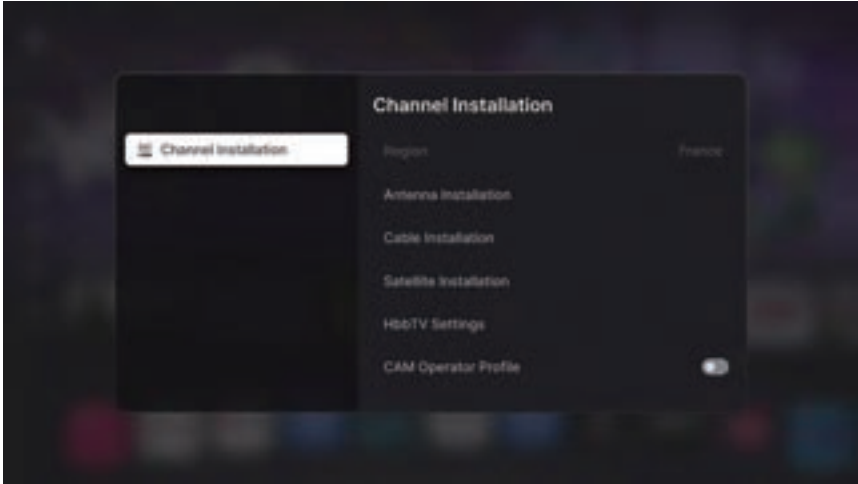 Channel Installation
Channel Installation
Region
France
Antenna Installation
Cable Installation
Satellite Installation
HbbTV Settings
CAM Operator Profile